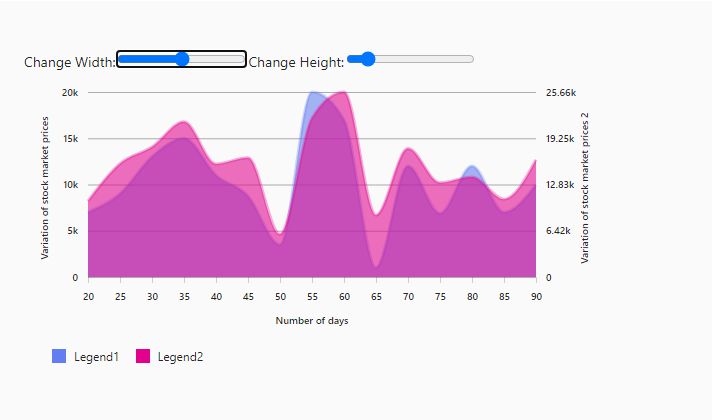 Change Width: Change Height:
20k
15k
10k
5k
0
Variation of stock market prices
25.66k
19.25k
12.83k
6.42k
0
Variation of stock market prices 2
20 25 30 35 40 45 50 55 60 65 70 75 80 85 90
Number of days
Legend1 Legend2